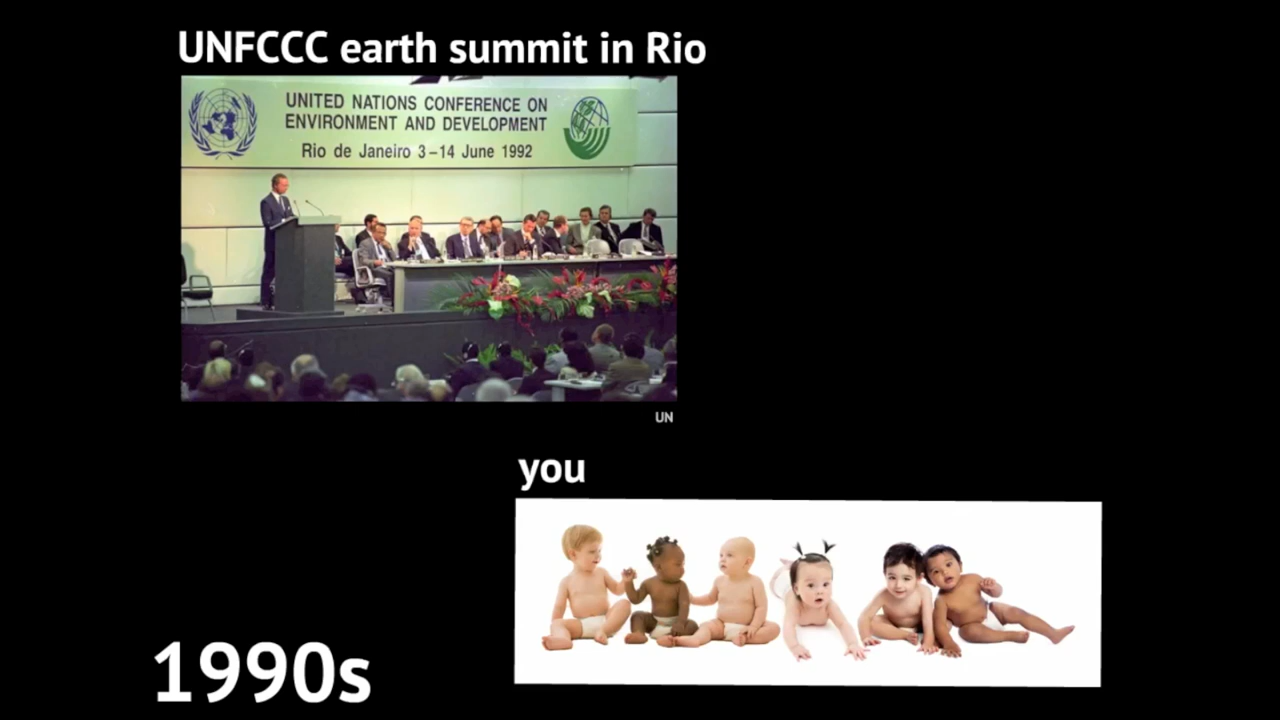 UNFCCC earth summit in Rio
UNITED NATIONS CONFERENCE ON
ENVIRONMENT AND DEVELOPMENT
Rio de Janeiro 3–14 June 1992
UN
you
1990s